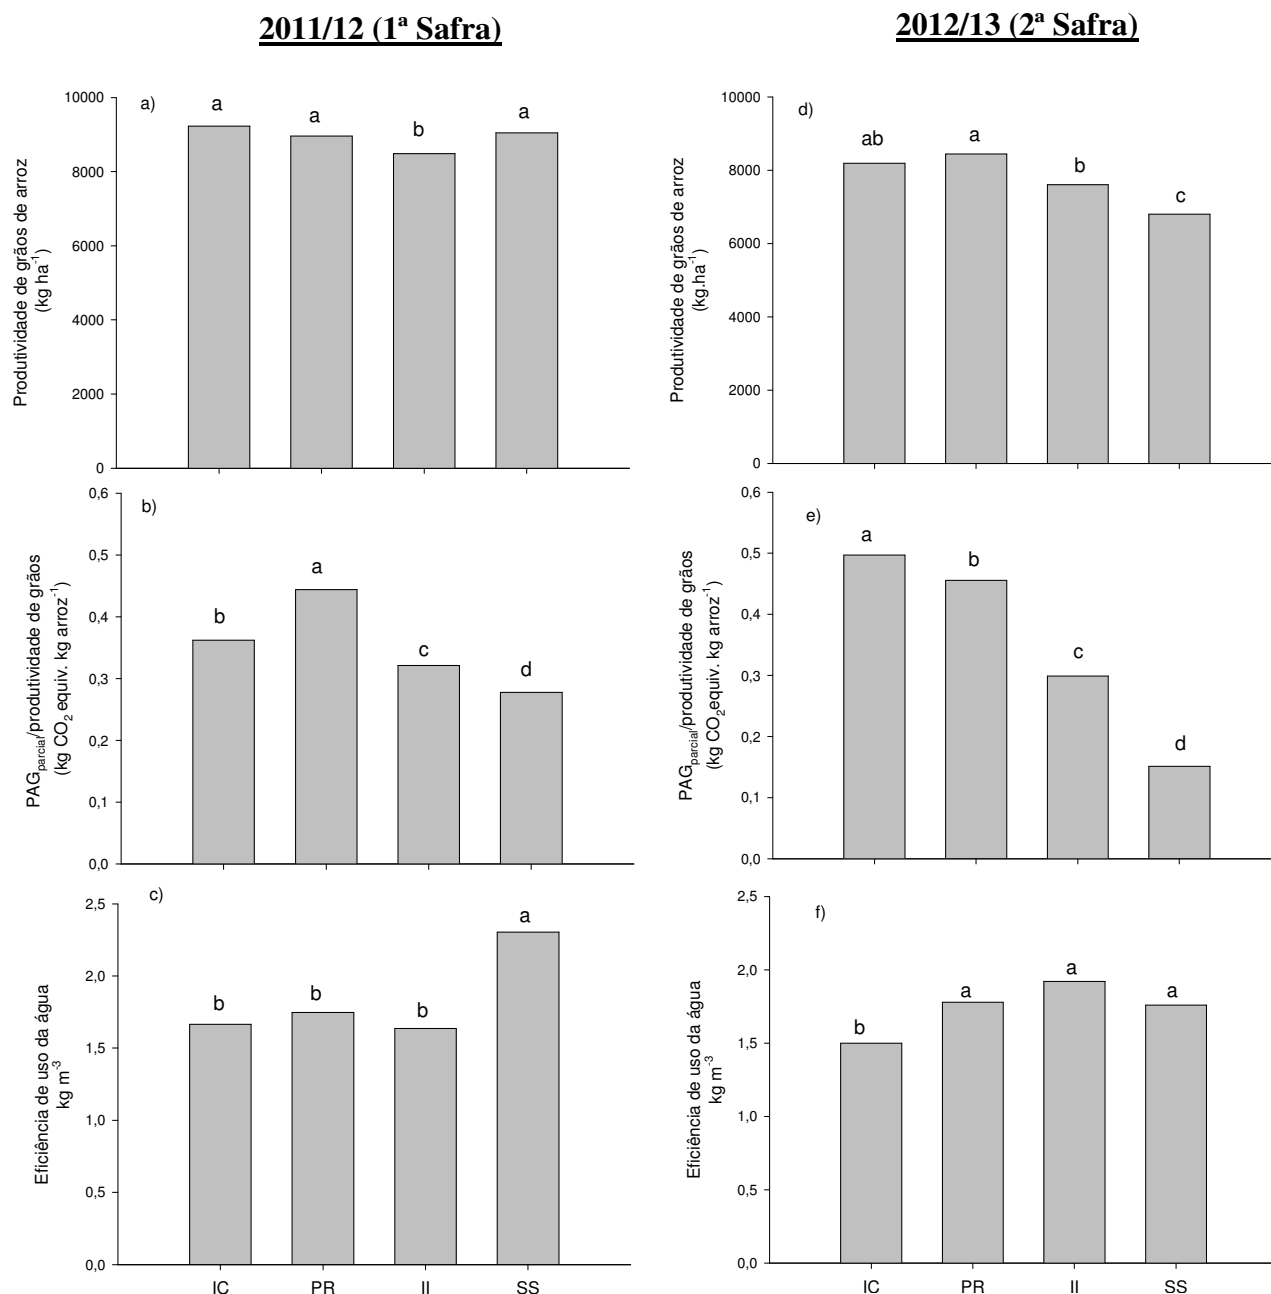 2011/12 (1ª Safra)
2012/13 (2ª Safra)
a)
Produtividade de grãos de arroz
(kg ha⁻¹)
10000
8000
6000
4000
2000
0
a
a
b
a
d)
Produtividade de grãos de arroz
(kg.ha⁻¹)
10000
8000
6000
4000
2000
0
ab
a
b
c
b)
PAGparcial/produtividade de grãos
(kg CO₂ equiv. kg arroz⁻¹)
0,6
0,5
0,4
0,3
0,2
0,1
0,0
b
a
c
d
e)
PAGparcial/produtividade de grãos
(kg CO₂equiv. kg arroz⁻¹)
0,6
0,5
0,4
0,3
0,2
0,1
0,0
a
b
c
d
c)
Eficiência de uso da água
kg m⁻³
2,5
2,0
1,5
1,0
0,5
0,0
b
b
b
a
IC PR II SS
f)
Eficiência de uso da água
kg m⁻³
2,5
2,0
1,5
1,0
0,5
0,0
b
a
a
a
IC PR II SS